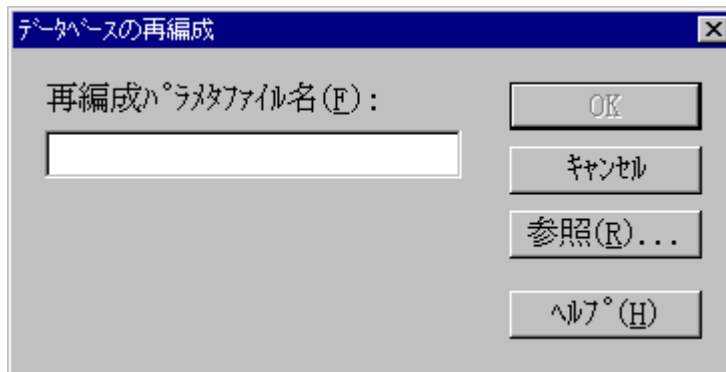 ﾃﾞｰﾀﾍﾞｰｽの再編成
再編成ﾊﾟﾗﾒﾀﾌｧｲﾙ名(F):
OK
ｷｬﾝｾﾙ
参照(R)...
ﾍﾙﾌﾟ(H)